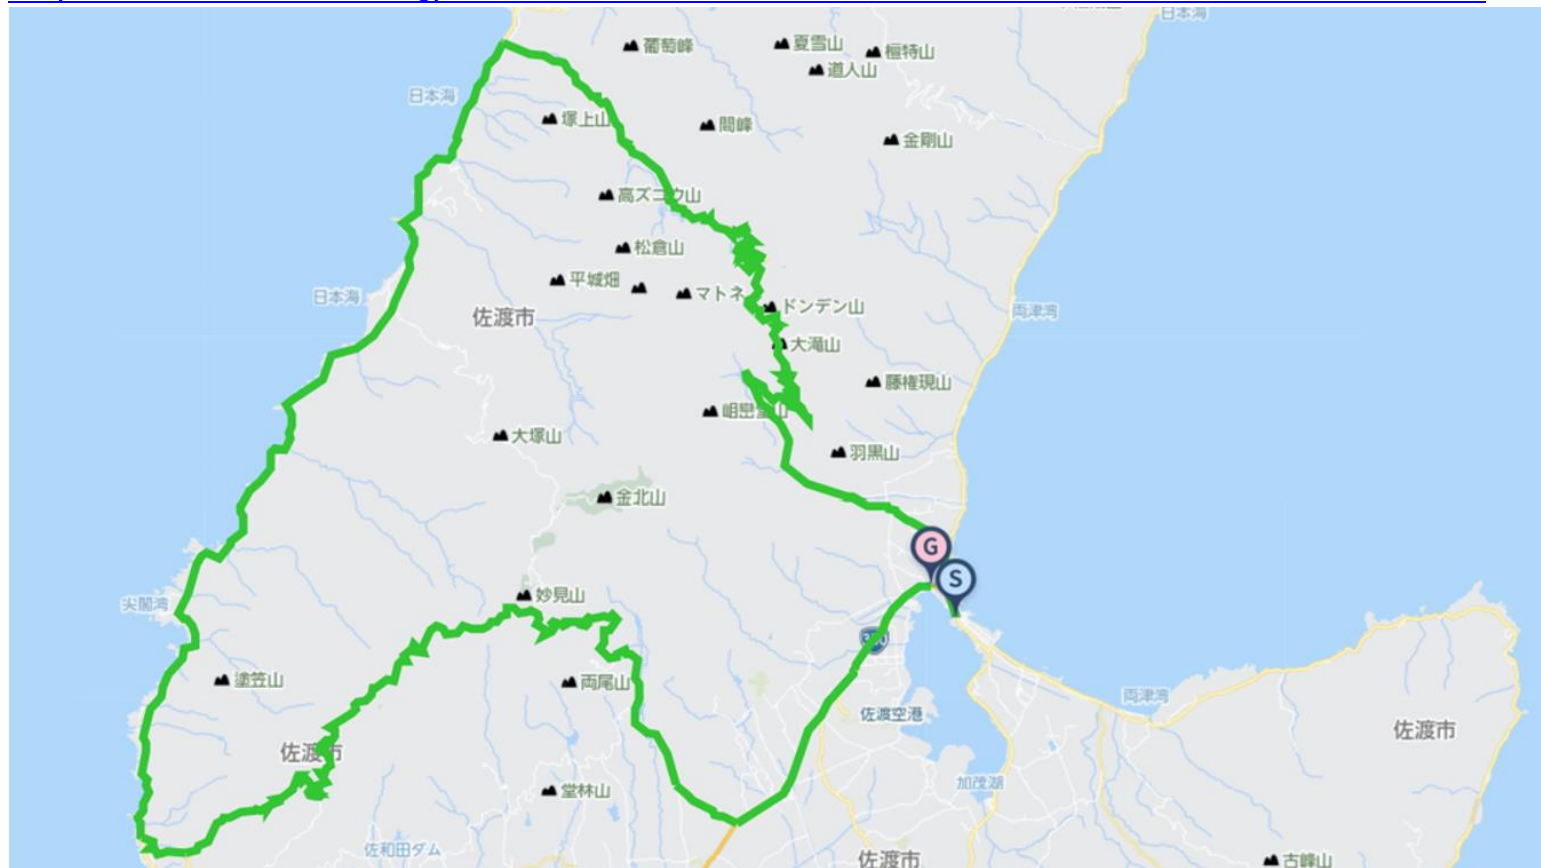 日本海
葡萄峰
夏雪山
檀特山
道人山
日本海
塚上山
間峰
金剛山
高ズコウ山
松倉山
平城畑
マトネ
ドンデン山
日本海
佐渡市
両津湾
大滝山
藤権現山
大塚山
羽黒山
金北山
G
S
妙見山
尖閣湾
350
塗笠山
両尾山
両津湾
佐渡空港
佐渡市
佐渡市
加茂湖
堂林山
佐和田ダム
佐渡市
古峰山